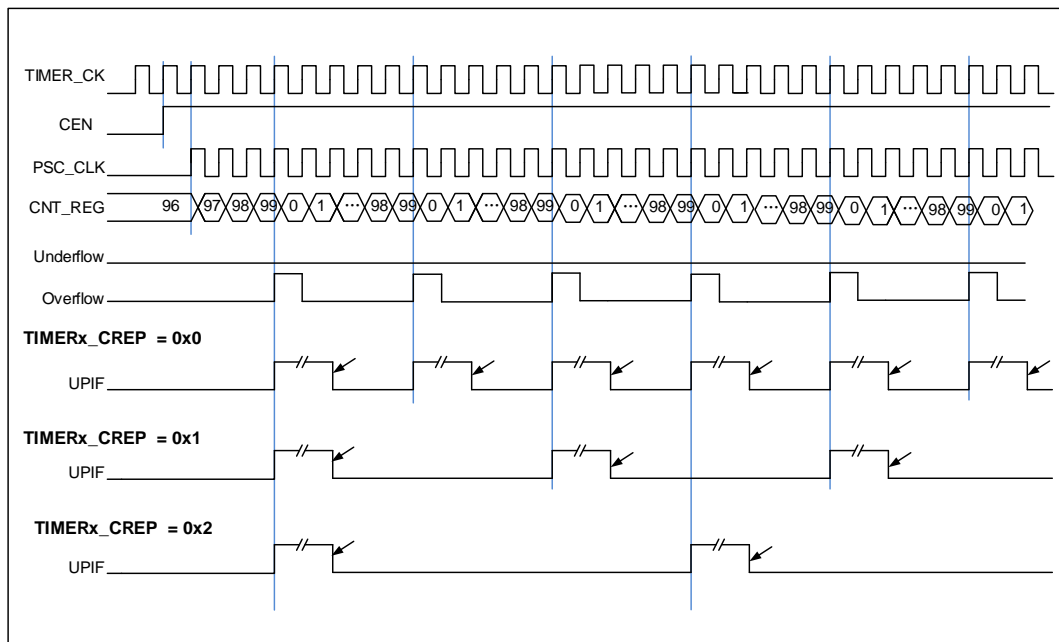 TIMER_CK
CEN
PSC_CLK
CNT_REG 96 97 98 99 0 1 ... 98 99 0 1 ... 98 99 0 1 ... 98 99 0 1 ... 98 99 0 1 ... 98 99 0 1
Underflow
Overflow
TIMERx_CREP = 0x0
UPIF
TIMERx_CREP = 0x1
UPIF
TIMERx_CREP = 0x2
UPIF